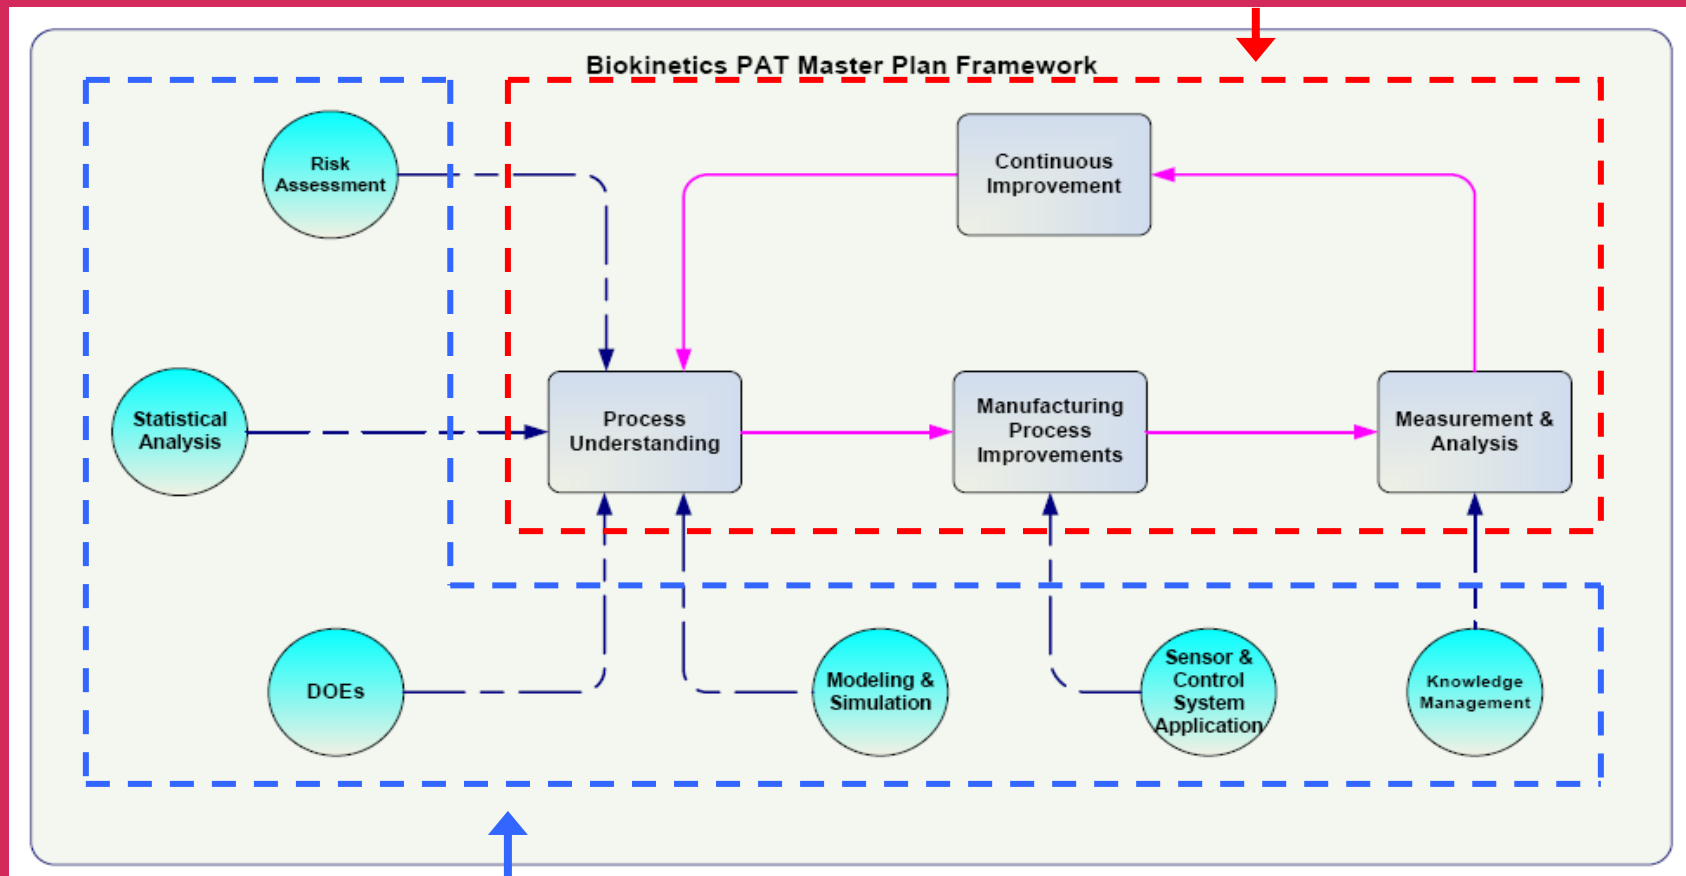 Biokinetics PAT Master Plan Framework
Risk
Assessment
Continuous
Improvement
Statistical
Analysis
Process
Understanding
Manufacturing
Process
Improvements
Measurement &
Analysis
DOEs
Modeling &
Simulation
Sensor &
Control
System
Application
Knowledge
Management